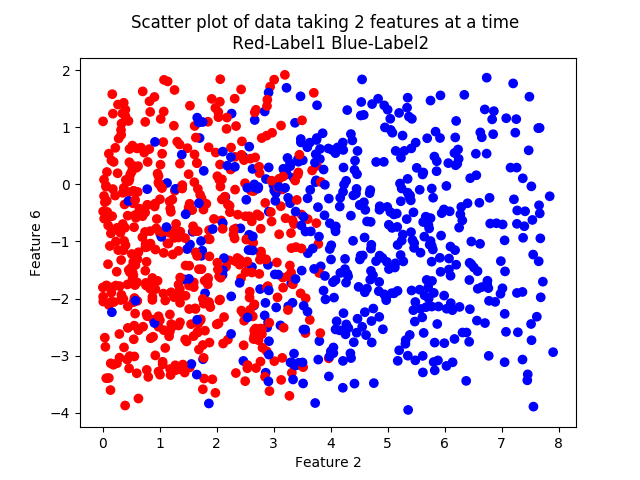 Scatter plot of data taking 2 features at a time
Red-Label1 Blue-Label2
2
1
0
−1
−2
−3
−4
Feature 6
0 1 2 3 4 5 6 7 8
Feature 2